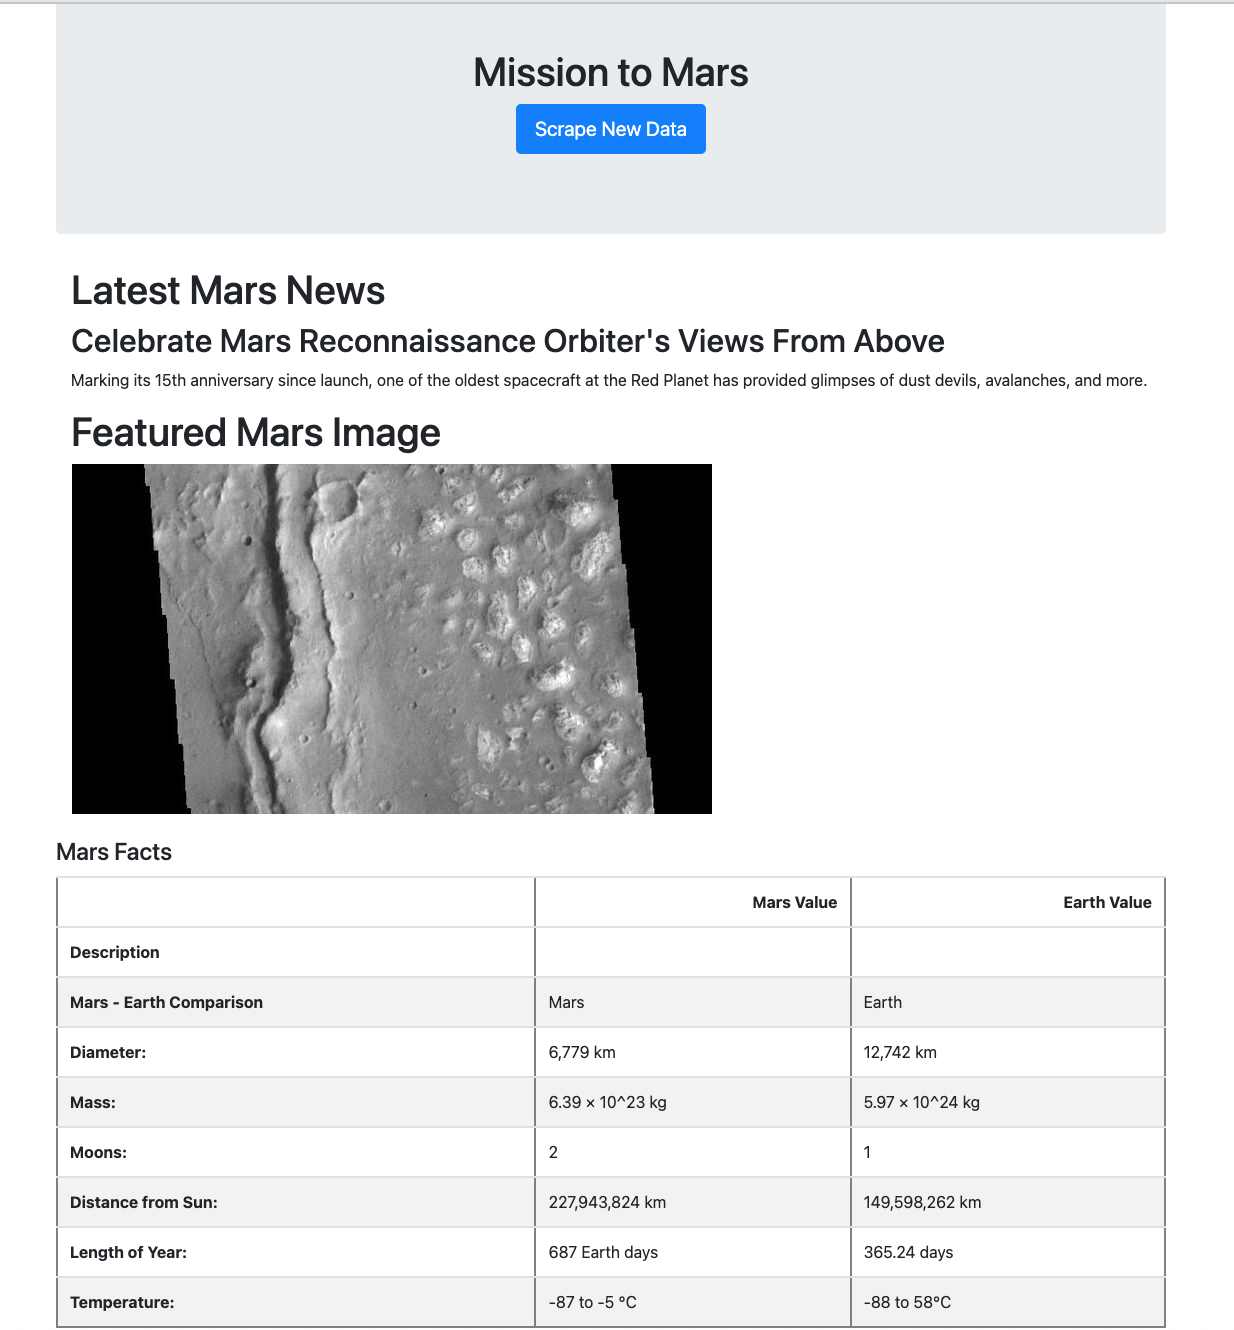 Mission to Mars
Scrape New Data
Latest Mars News
Celebrate Mars Reconnaissance Orbiter's Views From Above
Marking its 15th anniversary since launch, one of the oldest spacecraft at the Red Planet has provided glimpses of dust devils, avalanches, and more.
Featured Mars Image
Mars Facts
Mars Value Earth Value
Description
Mars - Earth Comparison Mars Earth
Diameter: 6,779 km 12,742 km
Mass: 6.39 × 10^23 kg 5.97 × 10^24 kg
Moons: 2 1
Distance from Sun: 227,943,824 km 149,598,262 km
Length of Year: 687 Earth days 365.24 days
Temperature: -87 to -5 °C -88 to 58°C